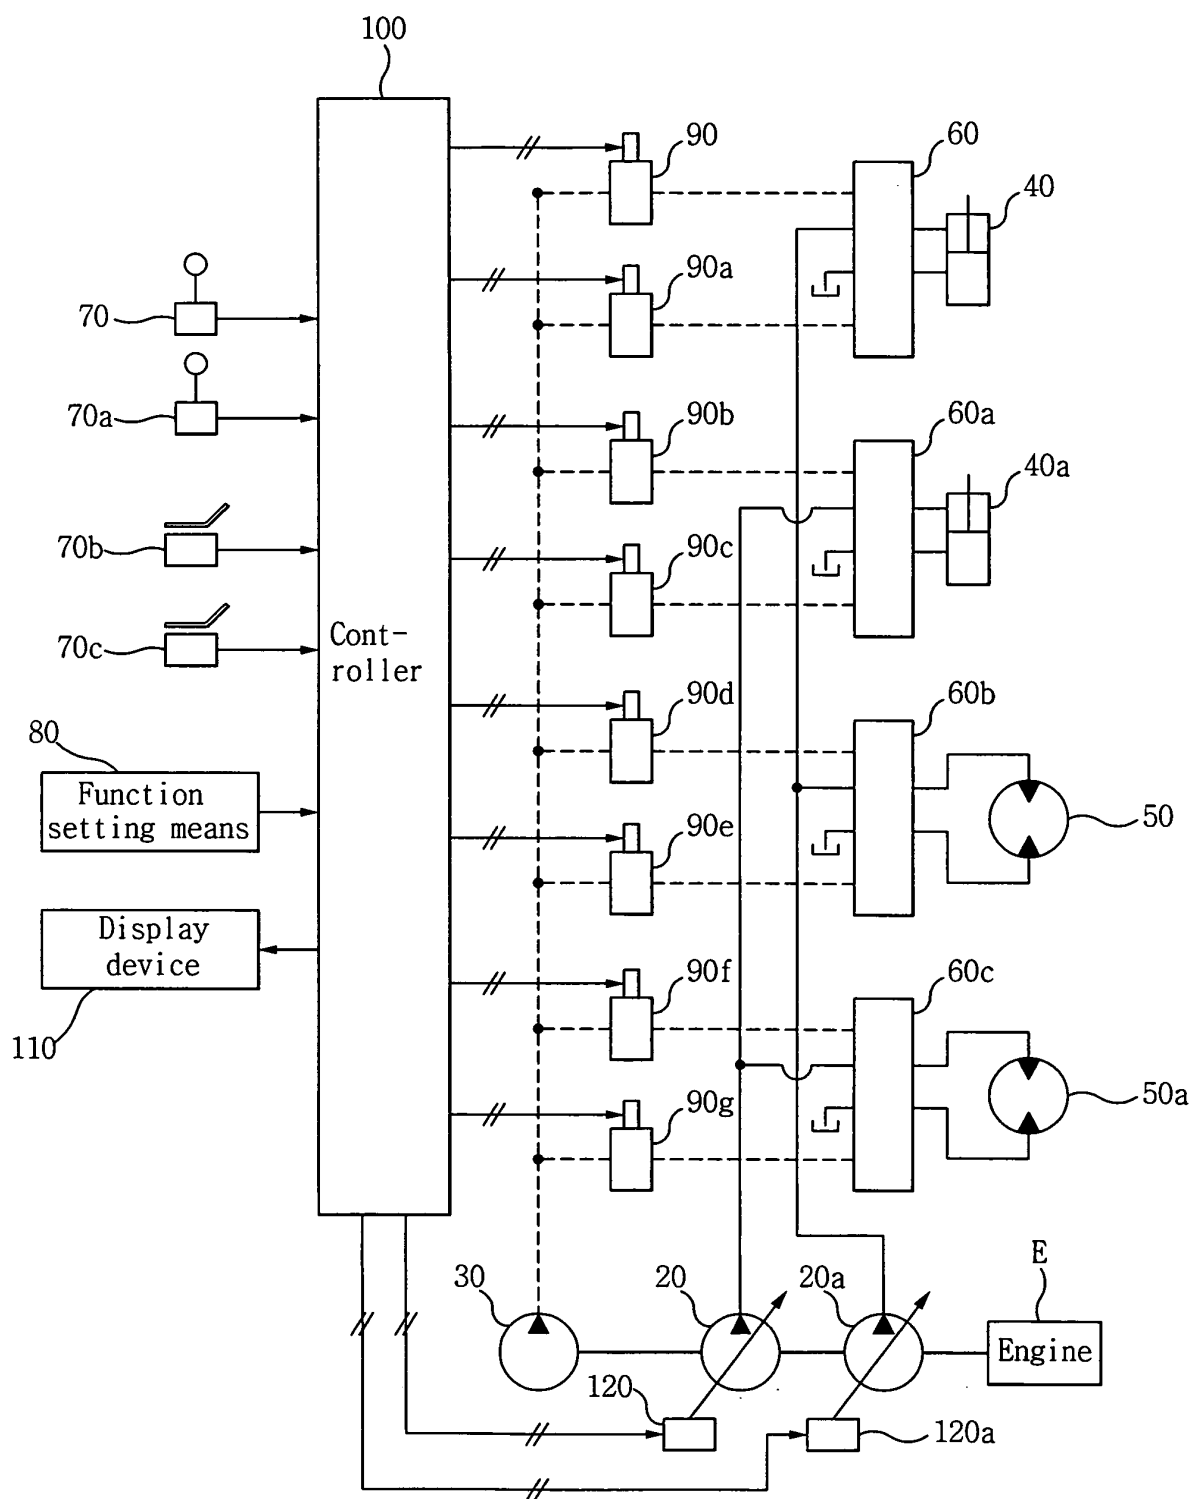 100
90
60
40
90a
70
70a
90b
60a
40a
70b
90c
70c
Cont-
roller
90d
60b
80
Function
setting means
90e
50
Display
device
90f
60c
110
90g
50a
E
30
20
20a
Engine
120
120a